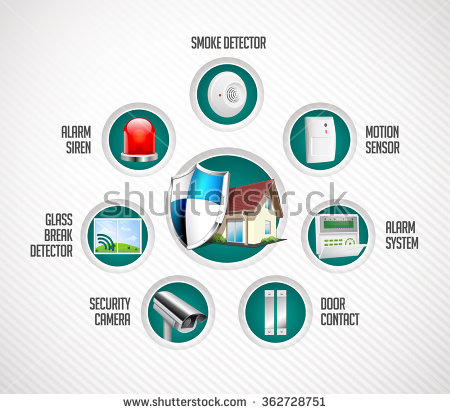 SMOKE DETECTOR
ALARM
SIREN
MOTION
SENSOR
GLASS
BREAK
DETECTOR
ALARM
SYSTEM
SECURITY
CAMERA
DOOR
CONTACT
shutterstock
www.shutterstock.com · 362728751